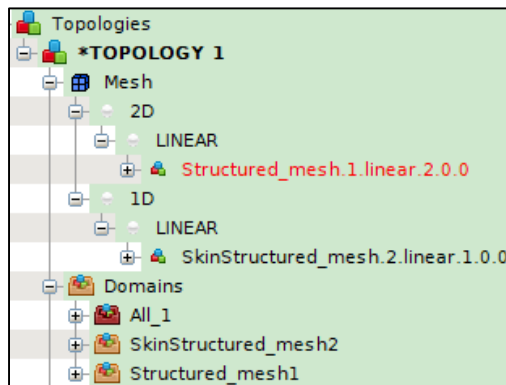 Topologies
*TOPOLOGY 1
Mesh
2D
LINEAR
Structured_mesh.1.linear.2.0.0
1D
LINEAR
SkinStructured_mesh.2.linear.1.0.0
Domains
All_1
SkinStructured_mesh2
Structured_mesh1